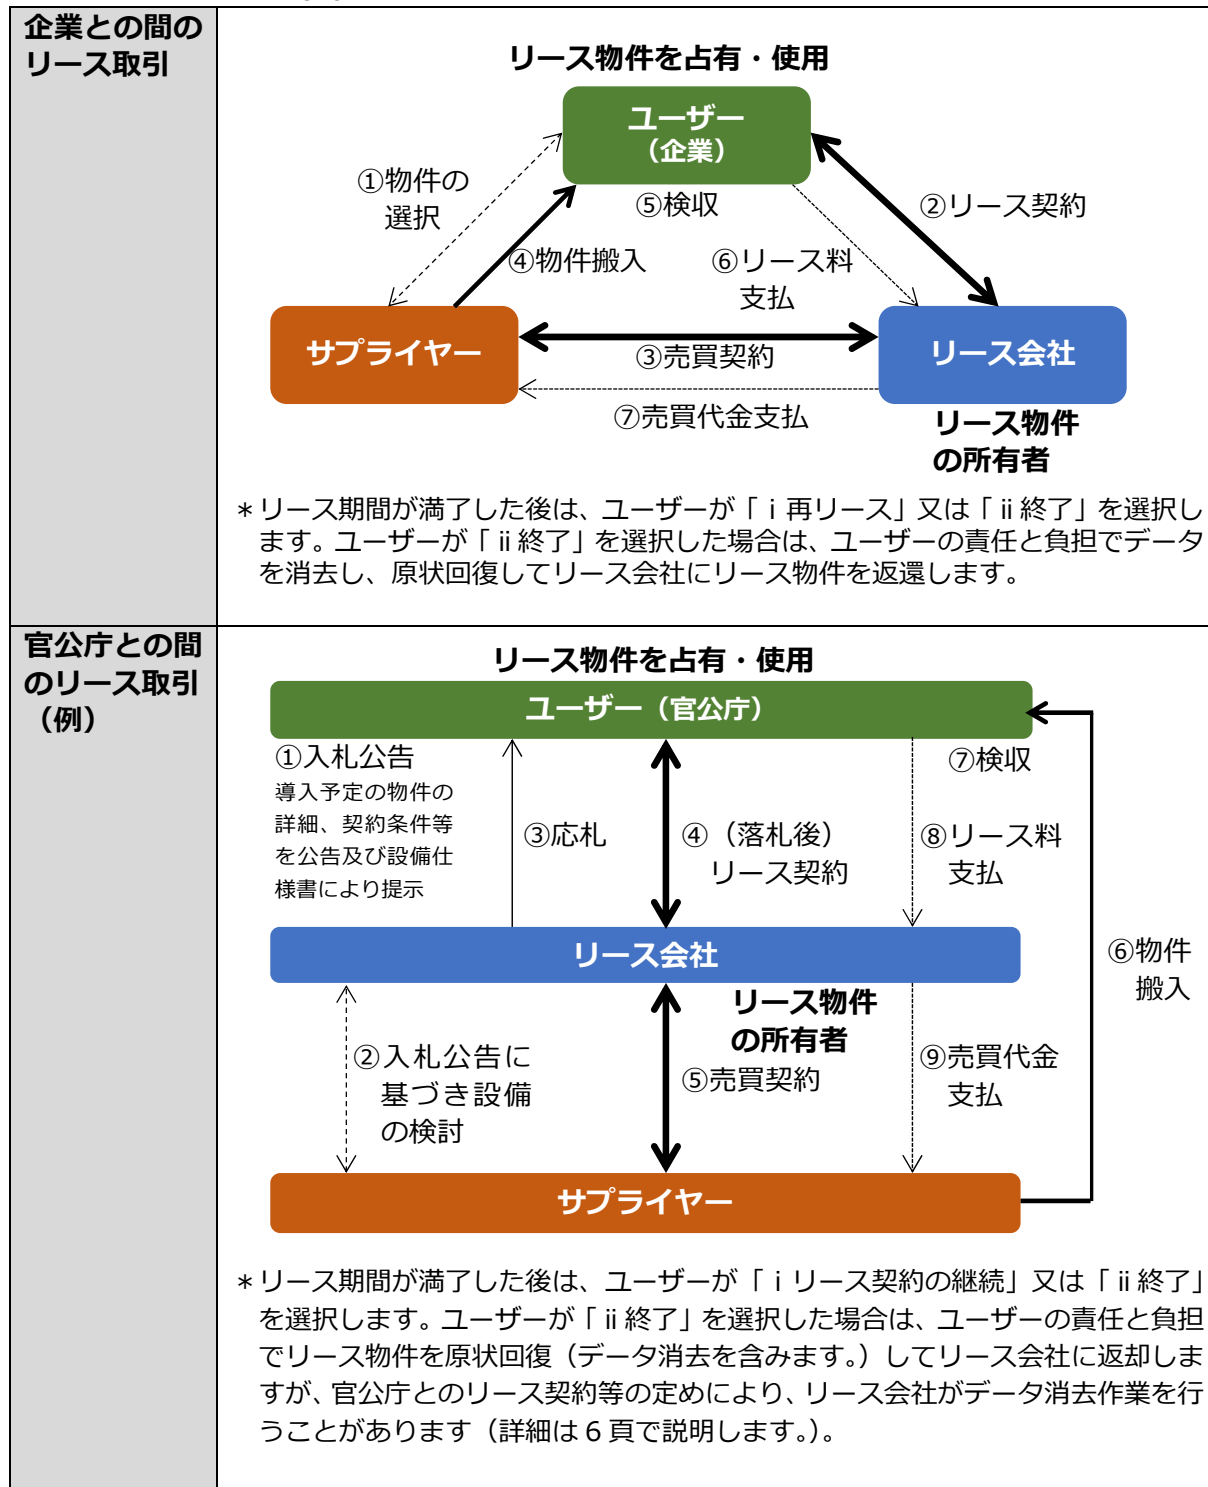 企業との間の
リース取引
リース物件を占有・使用
ユーザー
（企業）
①物件の
選択
⑤検収
②リース契約
④物件搬入
⑥リース料
支払
サプライヤー
③売買契約
リース会社
⑦売買代金支払
リース物件
の所有者
＊リース期間が満了した後は、ユーザーが「ⅰ再リース」又は「ⅱ終了」を選択し
ます。ユーザーが「ⅱ終了」を選択した場合は、ユーザーの責任と負担でデータ
を消去し、原状回復してリース会社にリース物件を返還します。
官公庁との間
のリース取引
（例）
リース物件を占有・使用
ユーザー（官公庁）
①入札公告
導入予定の物件の
詳細、契約条件等
を公告及び設備仕
様書により提示
③応札
④（落札後）
リース契約
⑦検収
⑧リース料
支払
リース会社
⑥物件
搬入
リース物件
の所有者
②入札公告に
基づき設備
の検討
⑤売買契約
⑨売買代金
支払
サプライヤー
＊リース期間が満了した後は、ユーザーが「ⅰリース契約の継続」又は「ⅱ終了」
を選択します。ユーザーが「ⅱ終了」を選択した場合は、ユーザーの責任と負担
でリース物件を原状回復（データ消去を含みます。）してリース会社に返却しま
すが、官公庁とのリース契約等の定めにより、リース会社がデータ消去作業を行
うことがあります（詳細は６頁で説明します。）。